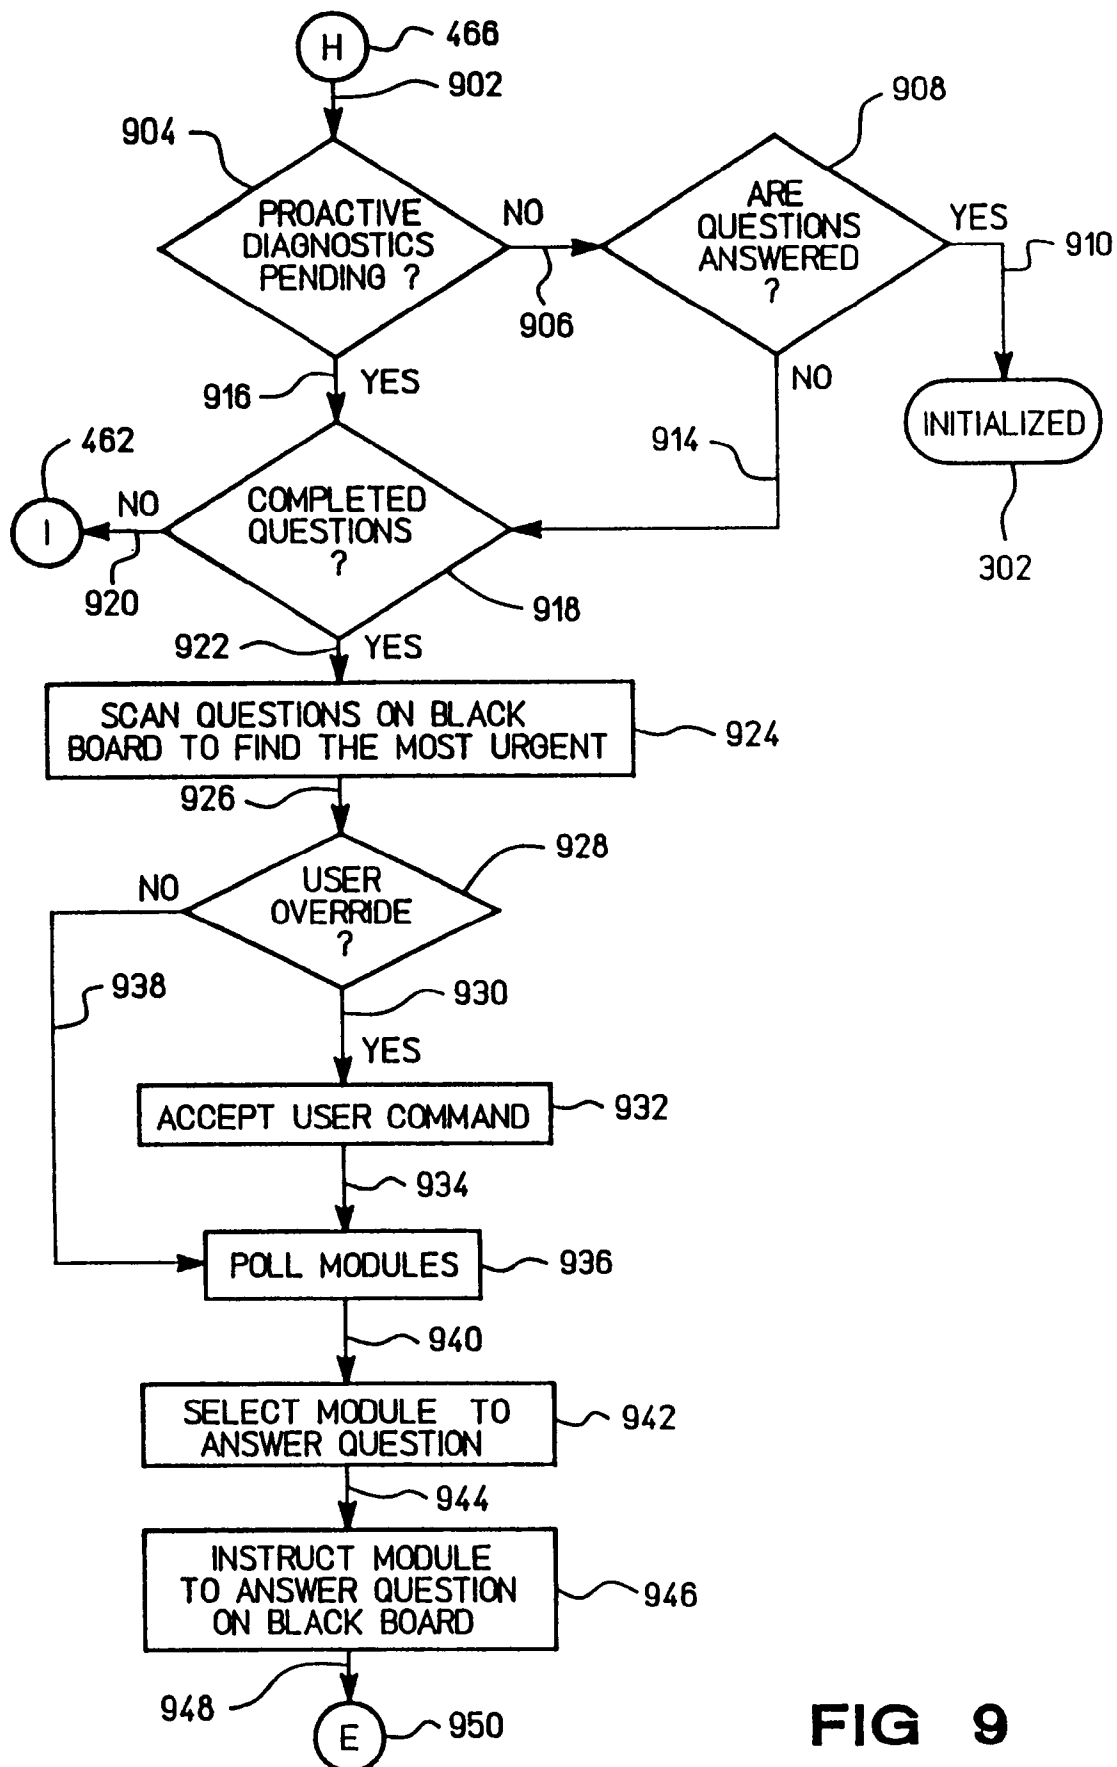 H
466
902
904
908
PROACTIVE
DIAGNOSTICS
PENDING ?
NO
906
ARE
QUESTIONS
ANSWERED
?
YES
910
916
YES
NO
INITIALIZED
302
914
462
I
NO
920
COMPLETED
QUESTIONS
?
918
922
YES
SCAN QUESTIONS ON BLACK
BOARD TO FIND THE MOST URGENT
924
926
USER
OVERRIDE
?
928
NO
938
930
YES
ACCEPT USER COMMAND
932
934
POLL MODULES
936
940
SELECT MODULE TO
ANSWER QUESTION
942
944
INSTRUCT MODULE
TO ANSWER QUESTION
ON BLACK BOARD
946
948
E
950
FIG 9